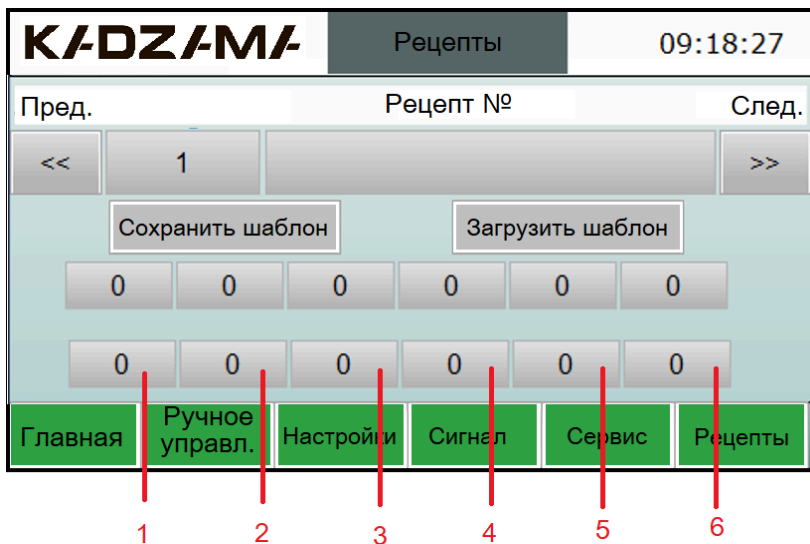 KADZAMA Рецепты 09:18:27
Пред. Рецепт № След.
<< 1 >>
Сохранить шаблон Загрузить шаблон
0 0 0 0 0 0
0 0 0 0 0 0
Главная Ручное управл. Настройки Сигнал Сервис Рецепты
1 2 3 4 5 6